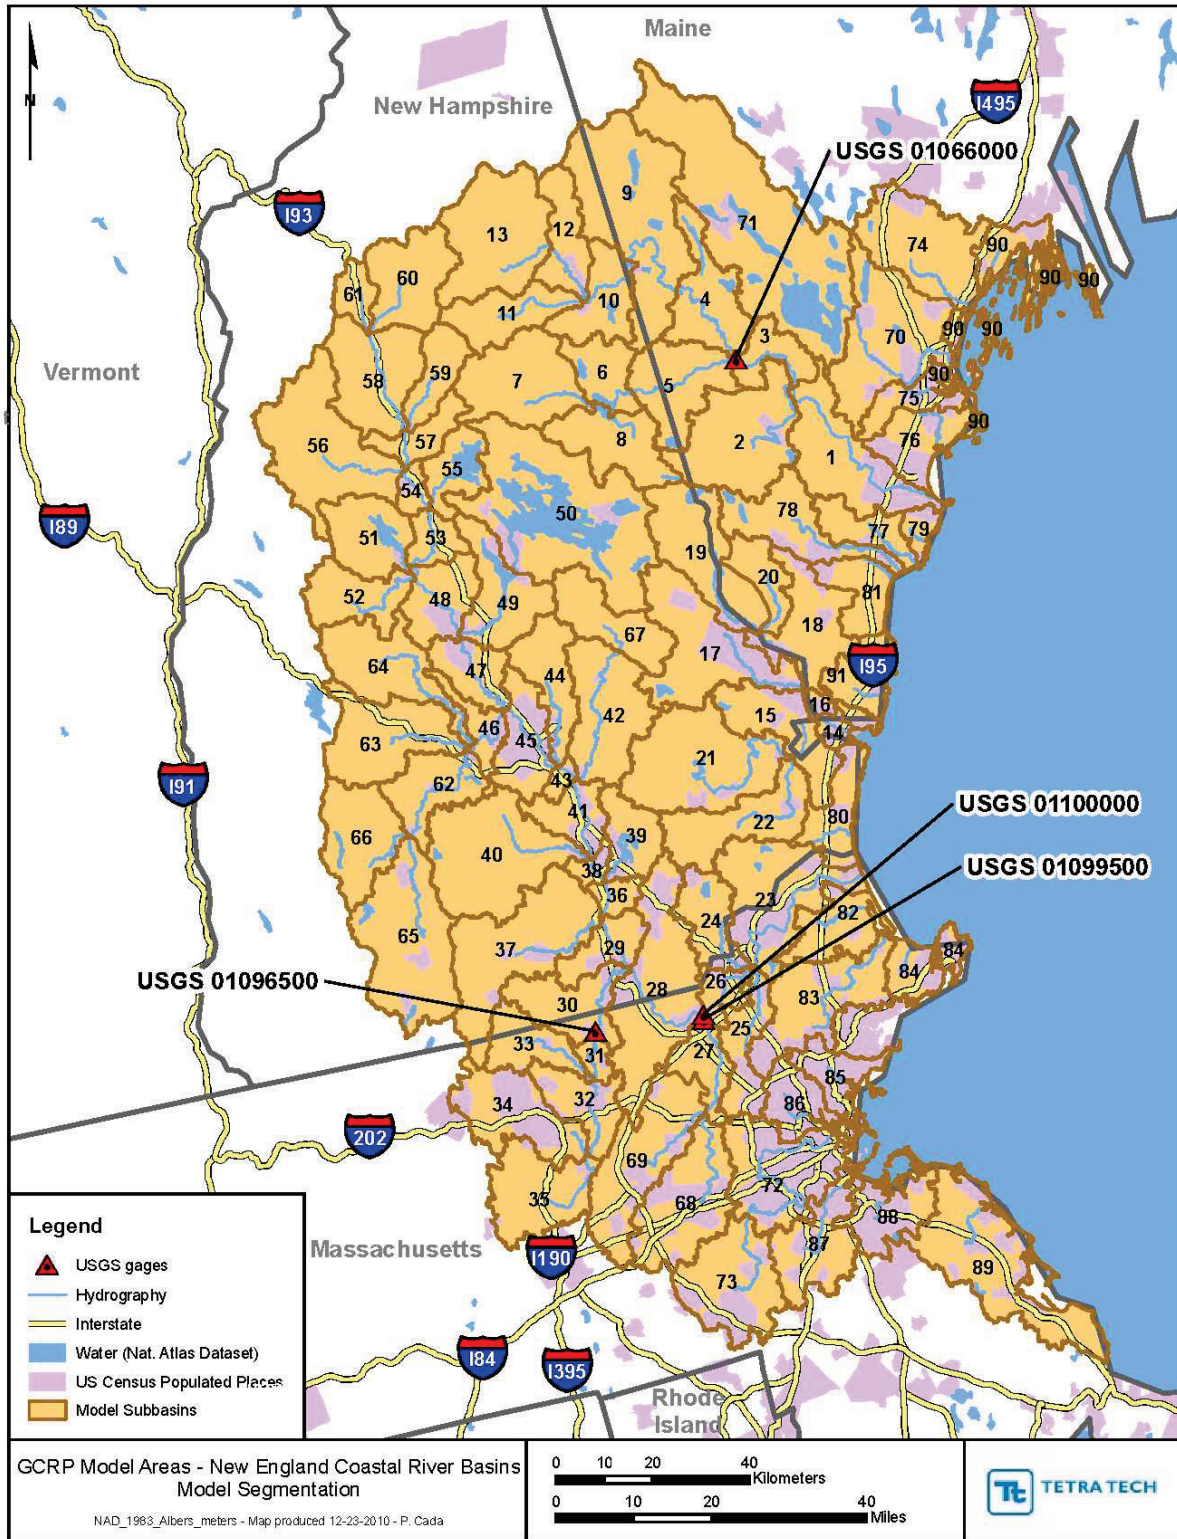 Maine
New Hampshire
I495
USGS 01066000
N
I93
9
71
13
12
74
90
60
90
90
61
10
4
11
3
70
90
90
Vermont
59
6
58
7
5
90
75
2
90
56
57
8
76
1
55
54
50
78
I89
51
53
77
79
19
20
52
48
49
81
18
67
17
64
47
44
91
I95
16
46
42
15
14
63
45
21
I91
43
62
41
80
22
USGS 01100000
66
39
40
38
USGS 01099500
36
23
82
24
65
37
29
84
84
USGS 01096500
26
28
83
30
25
33
31
27
85
32
34
86
202
69
72
35
68
88
Massachusetts
87
I190
89
73
I84
I395
Rhode
Island
Legend
USGS gages
Hydrography
Interstate
Water (Nat. Atlas Dataset)
US Census Populated Places
Model Subbasins
GCRP Model Areas - New England Coastal River Basins
Model Segmentation
NAD_1983_Albers_meters - Map produced 12-23-2010 - P. Cada
0 10 20 40
Kilometers
0 10 20 40
Miles
Tt TETRA TECH